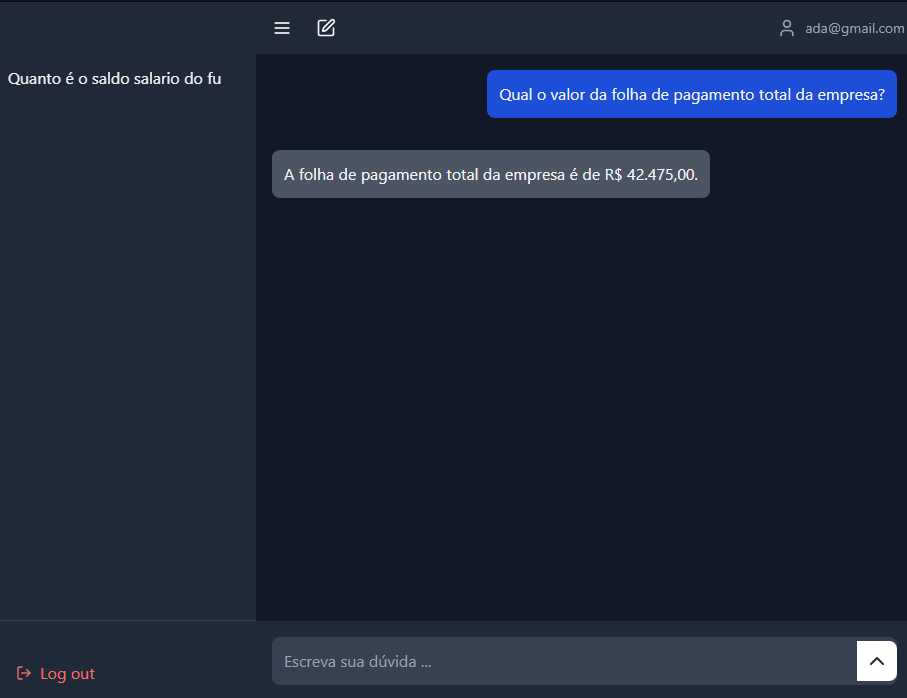 ada@gmail.com
Quanto é o saldo salario do fu
Qual o valor da folha de pagamento total da empresa?
A folha de pagamento total da empresa é de R$ 42.475,00.
Escreva sua dúvida ...
Log out